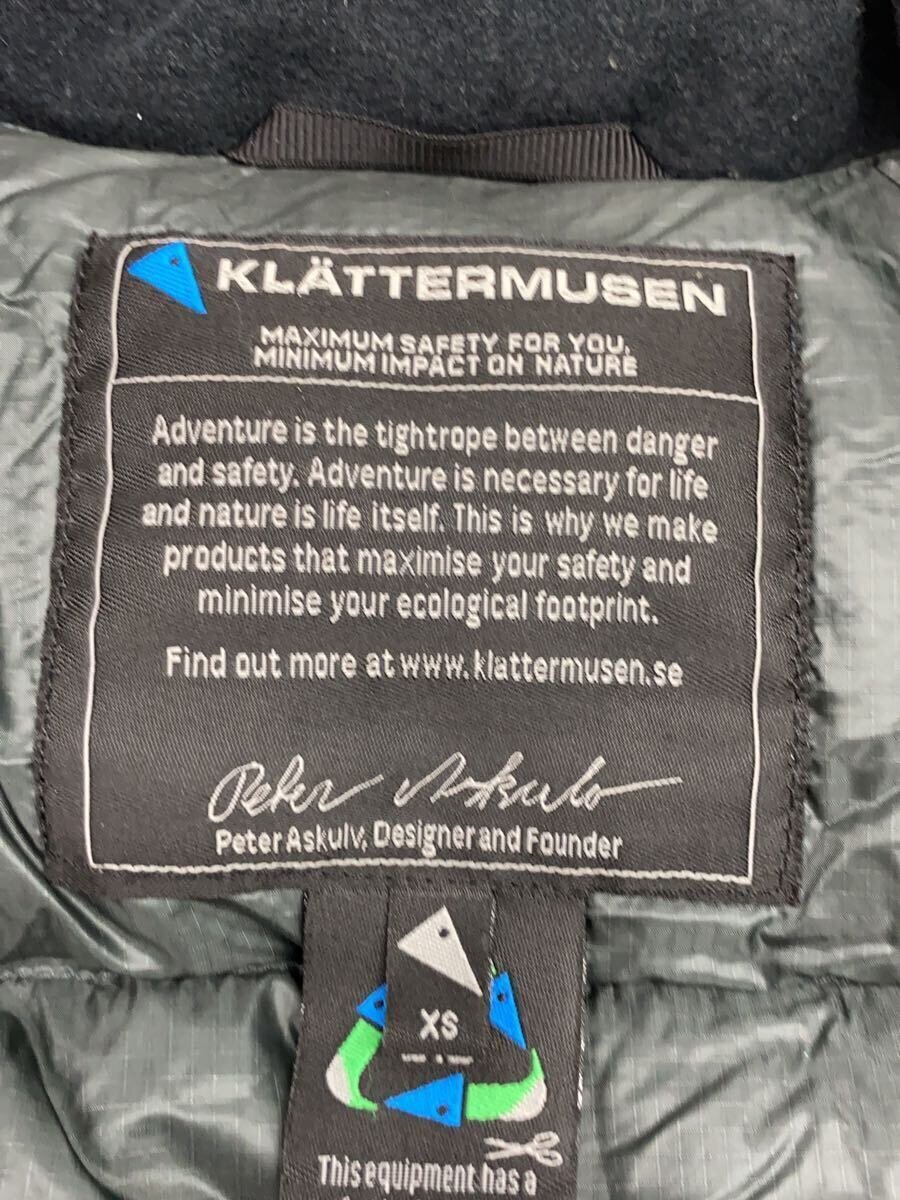 KLÄTTERMUSEN
MAXIMUM SAFETY FOR YOU,
MINIMUM IMPACT ON NATURE
Adventure is the tightrope between danger
and safety. Adventure is necessary for life
and nature is life itself. This is why we make
products that maximise your safety and
minimise your ecological footprint.
Find out more at www.klattermusen.se
Peter Askulv
Peter Askulv, Designer and Founder
XS
This equipment has a